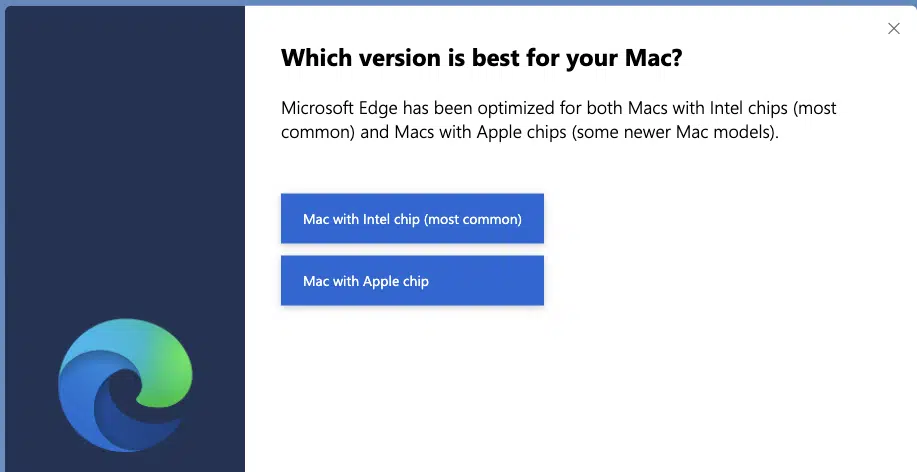 Which version is best for your Mac?
Microsoft Edge has been optimized for both Macs with Intel chips (most
common) and Macs with Apple chips (some newer Mac models).
Mac with Intel chip (most common)
Mac with Apple chip